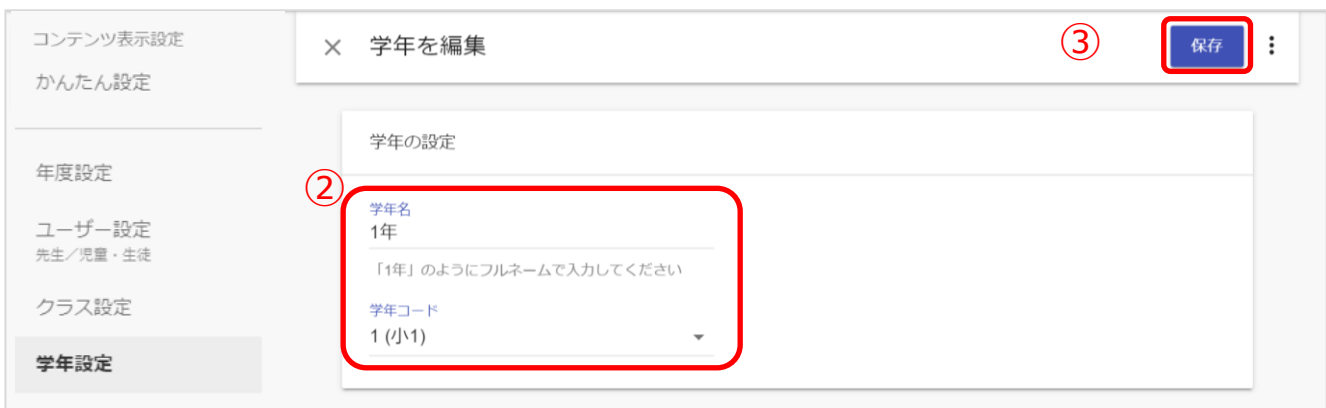 コンテンツ表示設定
かんたん設定
年度設定
ユーザー設定
先生／児童・生徒
クラス設定
学年設定
× 学年を編集
③
保存
学年の設定
②
学年名
1年
「1年」のようにフルネームで入力してください
学年コード
1 (小1)